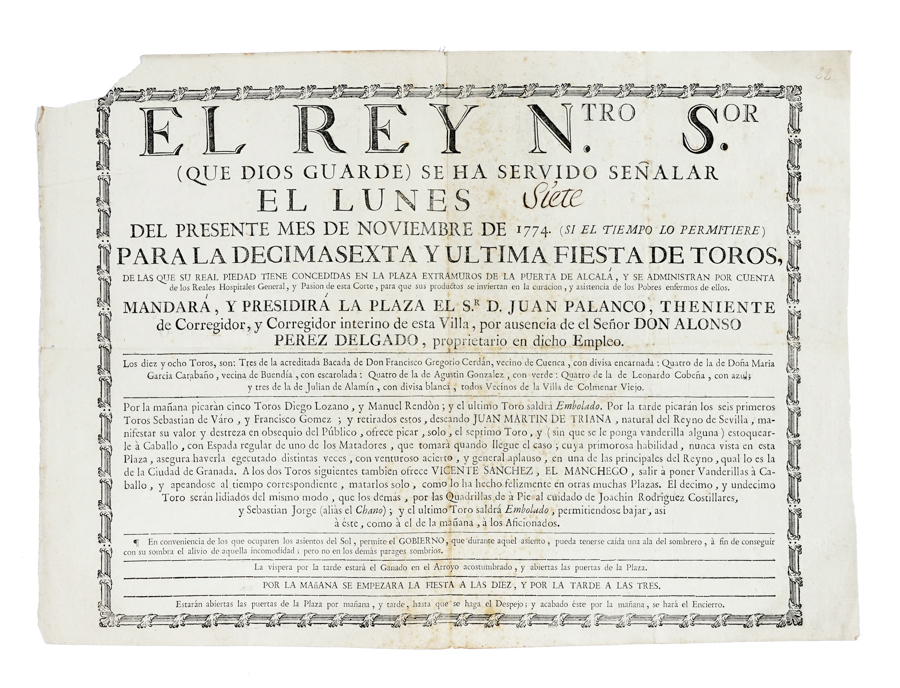 22
EL REY N.TRO S.OR
(QUE DIOS GUARDE) SE HA SERVIDO SEÑALAR
EL LUNES Siete
DEL PRESENTE MES DE NOVIEMBRE DE 1774. (SI EL TIEMPO LO PERMITIERE)
PARA LA DECIMASEXTA Y ULTIMA FIESTA DE TOROS,
DE LAS QUE SU REAL PIEDAD TIENE CONCEDIDAS EN LA PLAZA EXTRAMUROS DE LA PUERTA DE ALCALÁ, Y SE ADMINISTRAN POR CUENTA
de los Reales Hospitales General, y Pasion de esta Corte, para que sus productos se inviertan en la curacion, y asistencia de los Pobres enfermos de ellos.
MANDARÁ, Y PRESIDIRÁ LA PLAZA EL S.R D. JUAN PALANCO, THENIENTE
de Corregidor, y Corregidor interino de esta Villa, por ausencia de el Señor DON ALONSO
PEREZ DELGADO, proprietario en dicho Empleo.
Los diez y ocho Toros, son: Tres de la acreditada Bacada de Don Francisco Gregorio Cerdán, vecino de Cuenca, con divisa encarnada: Quatro de la de Doña Maria
Garcia Carabaño, vecina de Buendía, con escarolada: Quatro de la de Agustin Gonzalez, con verde: Quatro de la de Leonardo Cobeña, con azul;
y tres de la de Julian de Alamín, con divisa blanca, todos Vecinos de la Villa de Colmenar Viejo.
Por la mañana picarán cinco Toros Diego Lozano, y Manuel Rendòn; y el ultimo Toro saldrá Embolado. Por la tarde picarán los seis primeros
Toros Sebastian de Váro, y Francisco Gomez; y retirados estos, deseando JUAN MARTIN DE TRIANA, natural del Reyno de Sevilla, ma-
nifestar su valor y destreza en obsequio del Público, ofrece picar, solo, el septimo Toro, y (sin que se le ponga vanderilla alguna) estoquear-
le à Caballo, con Espada regular de uno de los Matadores, que tomará quando llegue el caso; cuya primorosa habilidad, nunca vista en esta
Plaza, asegura haverla egecutado distintas veces, con venturoso acierto, y general aplauso, en una de las principales del Reyno, qual lo es la
de la Ciudad de Granada. A los dos Toros siguientes tambien ofrece VICENTE SANCHEZ, EL MANCHEGO, salir à poner Vanderillas à Ca-
ballo, y apeandose al tiempo correspondiente, matarlos solo, como lo ha hecho felizmente en otras muchas Plazas. El decimo, y undecimo
Toro serán lidiados del mismo modo, que los demás, por las Quadrillas de à Pie al cuidado de Joachin Rodriguez Costillares,
y Sebastian Jorge (aliàs el Chano); y el ultimo Toro saldrá Embolado, permitiendose bajar, asi
à éste, como à el de la mañana, à los Aficionados.
¶ En conveniencia de los que ocuparen los asientos del Sol, permite el GOBIERNO, que durante aquel asiento, pueda tenerse caída una ala del sombrero, à fin de conseguir
con su sombra el alivio de aquella incomodidad; pero no en los demás parages sombrios.
La vispera por la tarde estará el Ganado en el Arroyo acostumbrado, y abiertas las puertas de la Plaza.
POR LA MAÑANA SE EMPEZARA LA FIESTA A LAS DIEZ, Y POR LA TARDE A LAS TRES.
Estarán abiertas las puertas de la Plaza por mañana, y tarde, hasta que se haga el Despejo; y acabado éste por la mañana, se hará el Encierro.